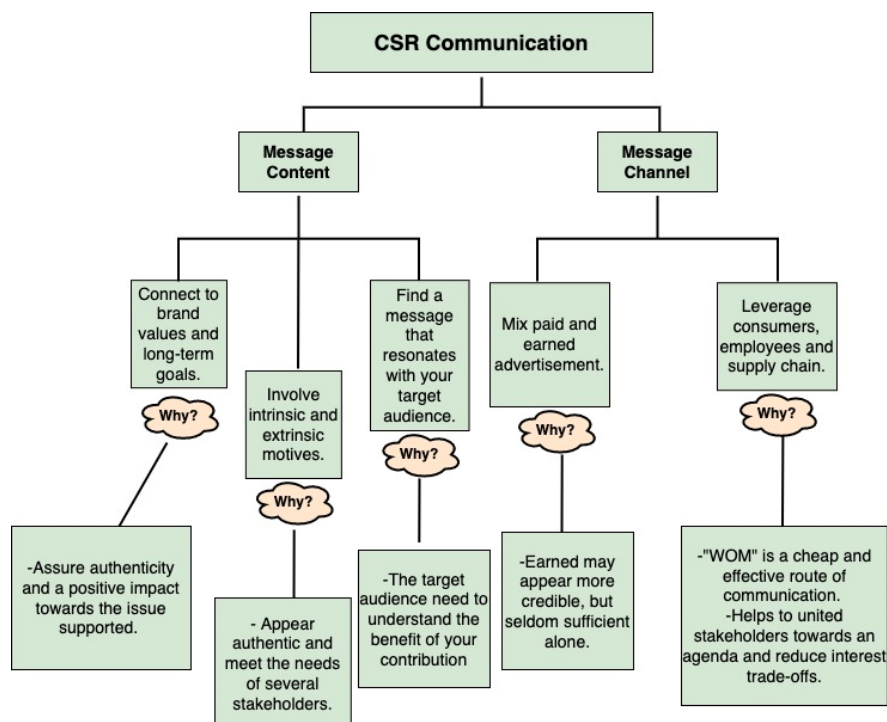 CSR Communication
Message
Content
Message
Channel
Connect to
brand
values and
long-term
goals.
Why?
-Assure authenticity
and a positive impact
towards the issue
supported.
Involve
intrinsic and
extrinsic
motives.
Why?
- Appear
authentic and
meet the needs
of several
stakeholders.
Find a
message
that
resonates
with your
target
audience.
Why?
-The target
audience need to
understand the
benefit of your
contribution
Mix paid and
earned
advertisement.
Why?
-Earned may
appear more
credible, but
seldom sufficient
alone.
Leverage
consumers,
employees and
supply chain.
Why?
-"WOM" is a cheap and
effective route of
communication.
-Helps to united
stakeholders towards an
agenda and reduce interest
trade-offs.